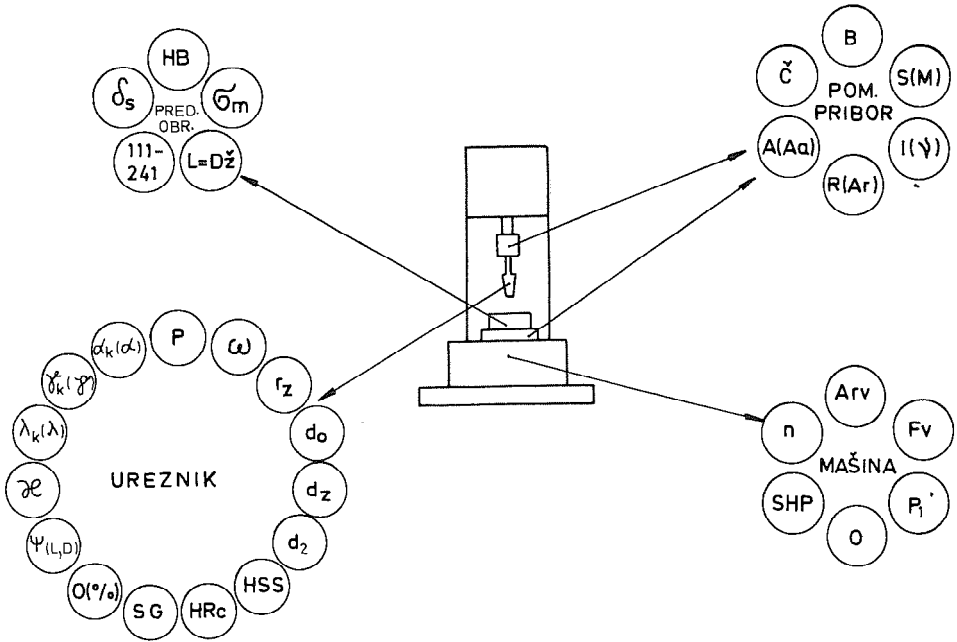 HB
δs
σm
PRED.
OBR.
111-
241
L=DŽ
B
Č
S(M)
POM.
PRIBOR
A(Aa)
I(ν)
R(Ar)
P
ω
αk(α)
rz
γk(γ)
do
λk(λ)
UREZNIK
æ
dz
Ψ(L,D)
d2
O(%)
HSS
SG
HRc
Arv
n
Fv
MAŠINA
SHP
P1
O